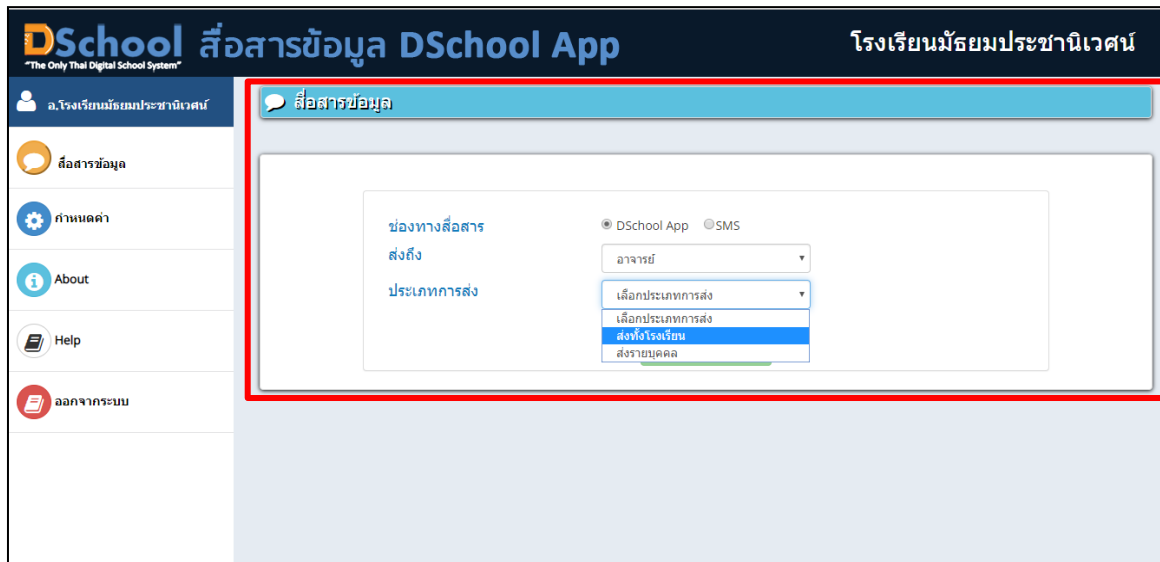 DSchool สื่อสารข้อมูล DSchool App
"The Only Thai Digital School System"
โรงเรียนมัธยมประชานิเวศน์
อ.โรงเรียนมัธยมประชานิเวศน์
สื่อสารข้อมูล
กำหนดค่า
About
Help
ออกจากระบบ
สื่อสารข้อมูล
ช่องทางสื่อสาร DSchool App SMS
ส่งถึง อาจารย์
ประเภทการส่ง เลือกประเภทการส่ง
เลือกประเภทการส่ง
ส่งทั้งโรงเรียน
ส่งรายบุคคล